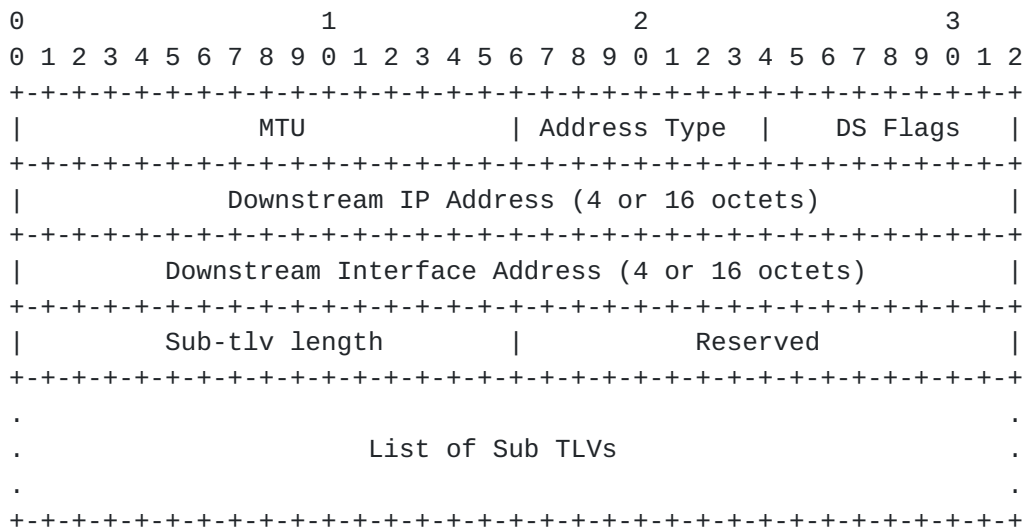 0                   1                   2                   3
0 1 2 3 4 5 6 7 8 9 0 1 2 3 4 5 6 7 8 9 0 1 2 3 4 5 6 7 8 9 0 1 2
+-+-+-+-+-+-+-+-+-+-+-+-+-+-+-+-+-+-+-+-+-+-+-+-+-+-+-+-+-+-+-+-+
|               MTU             | Address Type  |    DS Flags   |
+-+-+-+-+-+-+-+-+-+-+-+-+-+-+-+-+-+-+-+-+-+-+-+-+-+-+-+-+-+-+-+-+
|             Downstream IP Address (4 or 16 octets)            |
+-+-+-+-+-+-+-+-+-+-+-+-+-+-+-+-+-+-+-+-+-+-+-+-+-+-+-+-+-+-+-+-+
|         Downstream Interface Address (4 or 16 octets)         |
+-+-+-+-+-+-+-+-+-+-+-+-+-+-+-+-+-+-+-+-+-+-+-+-+-+-+-+-+-+-+-+-+
|         Sub-tlv length        |           Reserved            |
+-+-+-+-+-+-+-+-+-+-+-+-+-+-+-+-+-+-+-+-+-+-+-+-+-+-+-+-+-+-+-+-+
.                                                               .
.                      List of Sub TLVs                         .
.                                                               .
+-+-+-+-+-+-+-+-+-+-+-+-+-+-+-+-+-+-+-+-+-+-+-+-+-+-+-+-+-+-+-+-+